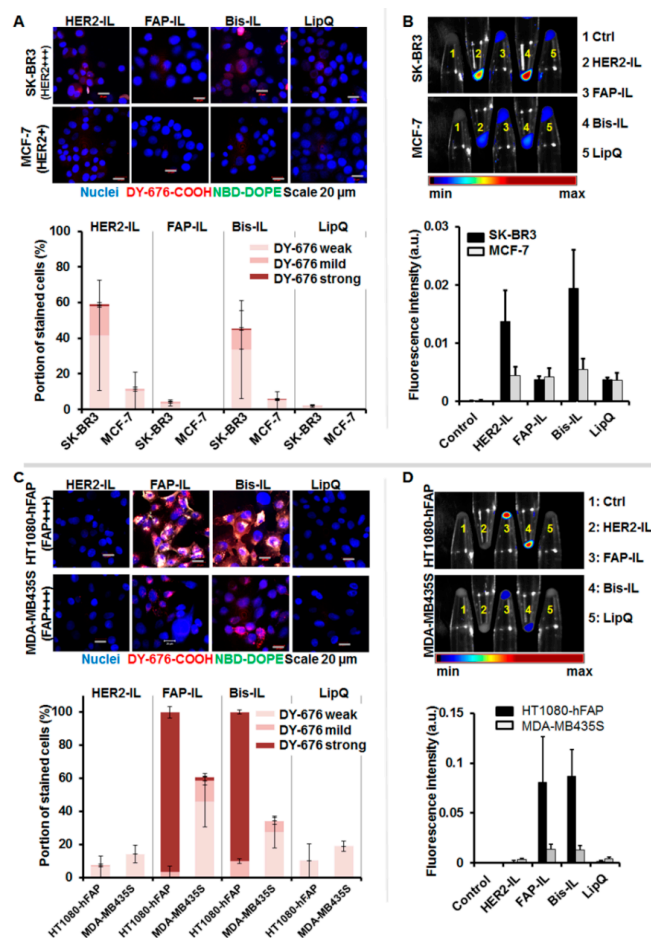 A
HER2-IL FAP-IL Bis-IL LipQ
SK-BR3
(HER2+++)
MCF-7
(HER2+)
Nuclei DY-676-COOH NBD-DOPE Scale 20 µm
HER2-IL FAP-IL Bis-IL LipQ
Portion of stained cells (%)
100
80
60
40
20
0
DY-676 weak
DY-676 mild
DY-676 strong
SK-BR3 MCF-7 SK-BR3 MCF-7 SK-BR3 MCF-7 SK-BR3 MCF-7
B
SK-BR3
1 2 3 4 5
MCF-7
1 2 3 4 5
1 Ctrl
2 HER2-IL
3 FAP-IL
4 Bis-IL
5 LipQ
min max
Fluorescence Intensity (a.u.)
0.03
0.02
0.01
0
SK-BR3
MCF-7
Control HER2-IL FAP-IL Bis-IL LipQ
C
HER2-IL FAP-IL Bis-IL LipQ
HT1080-hFAP
(FAP+++)
MDA-MB435S
(FAP+++)
Nuclei DY-676-COOH NBD-DOPE Scale 20 µm
HER2-IL FAP-IL Bis-IL LipQ
Portion of stained cells (%)
100
80
60
40
20
0
DY-676 weak
DY-676 mild
DY-676 strong
HT1080-hFAP MDA-MB435S HT1080-hFAP MDA-MB435S HT1080-hFAP MDA-MB435S HT1080-hFAP MDA-MB435S
D
HT1080-hFAP
1 2 3 4 5
MDA-MB435S
1 2 3 4 5
1: Ctrl
2: HER2-IL
3: FAP-IL
4: Bis-IL
5: LipQ
min max
Fluorescence intensity (a.u.)
0.15
0.1
0.05
0
HT1080-hFAP
MDA-MB435S
Control HER2-IL FAP-IL Bis-IL LipQ